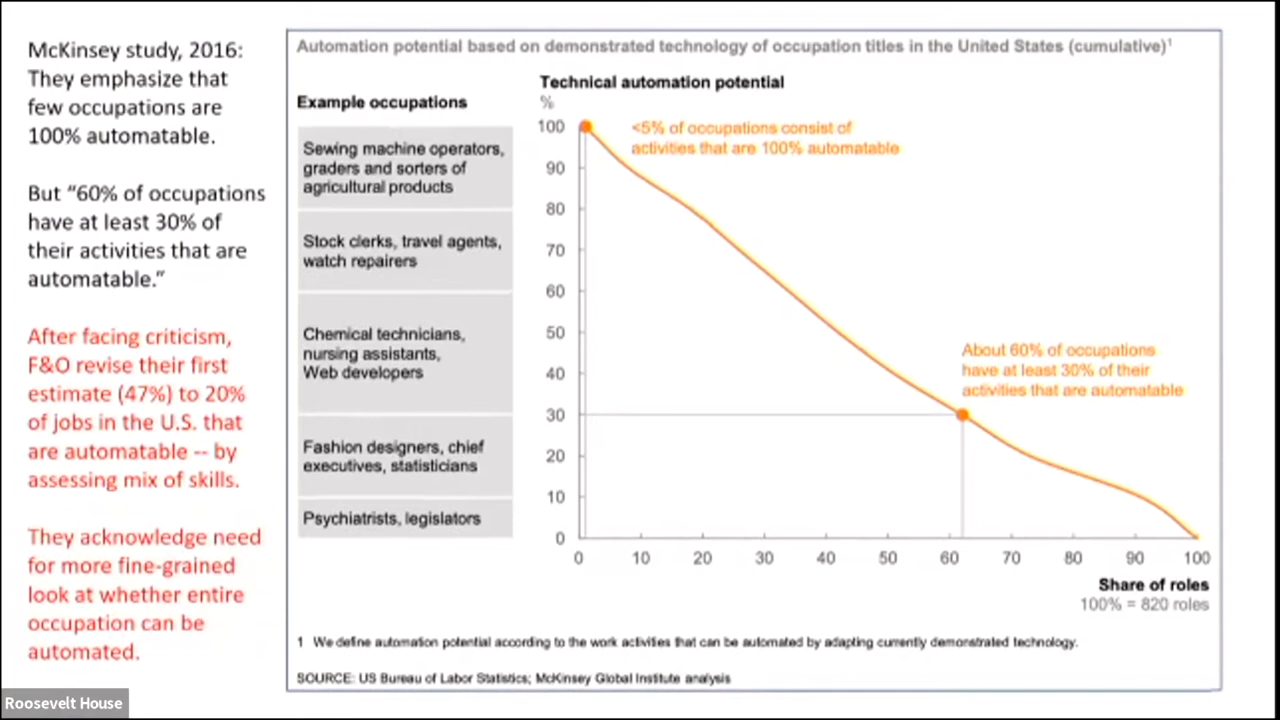 McKinsey study, 2016:
They emphasize that
few occupations are
100% automatable.
But “60% of occupations
have at least 30% of
their activities that are
automatable.”
After facing criticism,
F&O revise their first
estimate (47%) to 20%
of jobs in the U.S. that
are automatable -- by
assessing mix of skills.
They acknowledge need
for more fine-grained
look at whether entire
occupation can be
automated.
Automation potential based on demonstrated technology of occupation titles in the United States (cumulative)¹
Example occupations
Sewing machine operators,
graders and sorters of
agricultural products
Stock clerks, travel agents,
watch repairers
Chemical technicians,
nursing assistants,
Web developers
Fashion designers, chief
executives, statisticians
Psychiatrists, legislators
Technical automation potential
%
100
90
80
70
60
50
40
30
20
10
0
<5% of occupations consist of
activities that are 100% automatable
About 60% of occupations
have at least 30% of their
activities that are automatable
0 10 20 30 40 50 60 70 80 90 100
Share of roles
100% = 820 roles
1 We define automation potential according to the work activities that can be automated by adapting currently demonstrated technology.
SOURCE: US Bureau of Labor Statistics; McKinsey Global Institute analysis
Roosevelt House